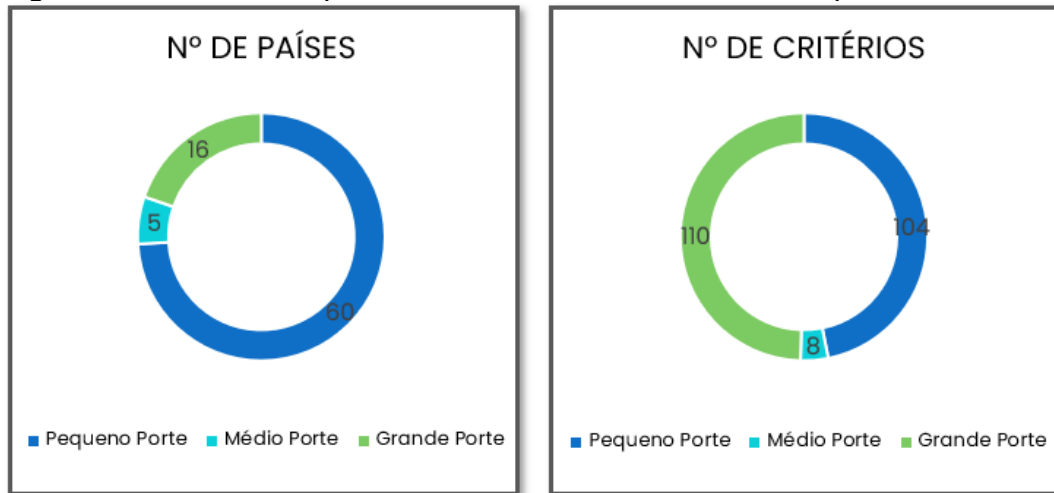 Nº DE PAÍSES
16
5
60
Pequeno Porte Médio Porte Grande Porte
Nº DE CRITÉRIOS
104
110
8
Pequeno Porte Médio Porte Grande Porte